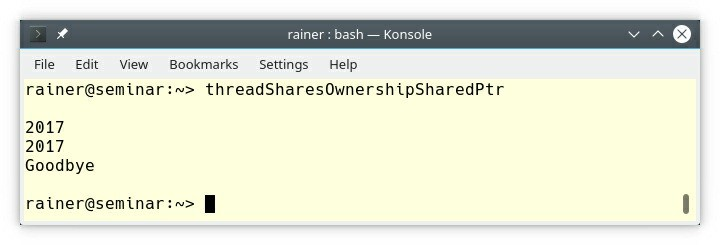 rainer : bash — Konsole
File Edit View Bookmarks Settings Help
rainer@seminar:~> threadSharesOwnershipSharedPtr
2017
2017
Goodbye
rainer@seminar:~>